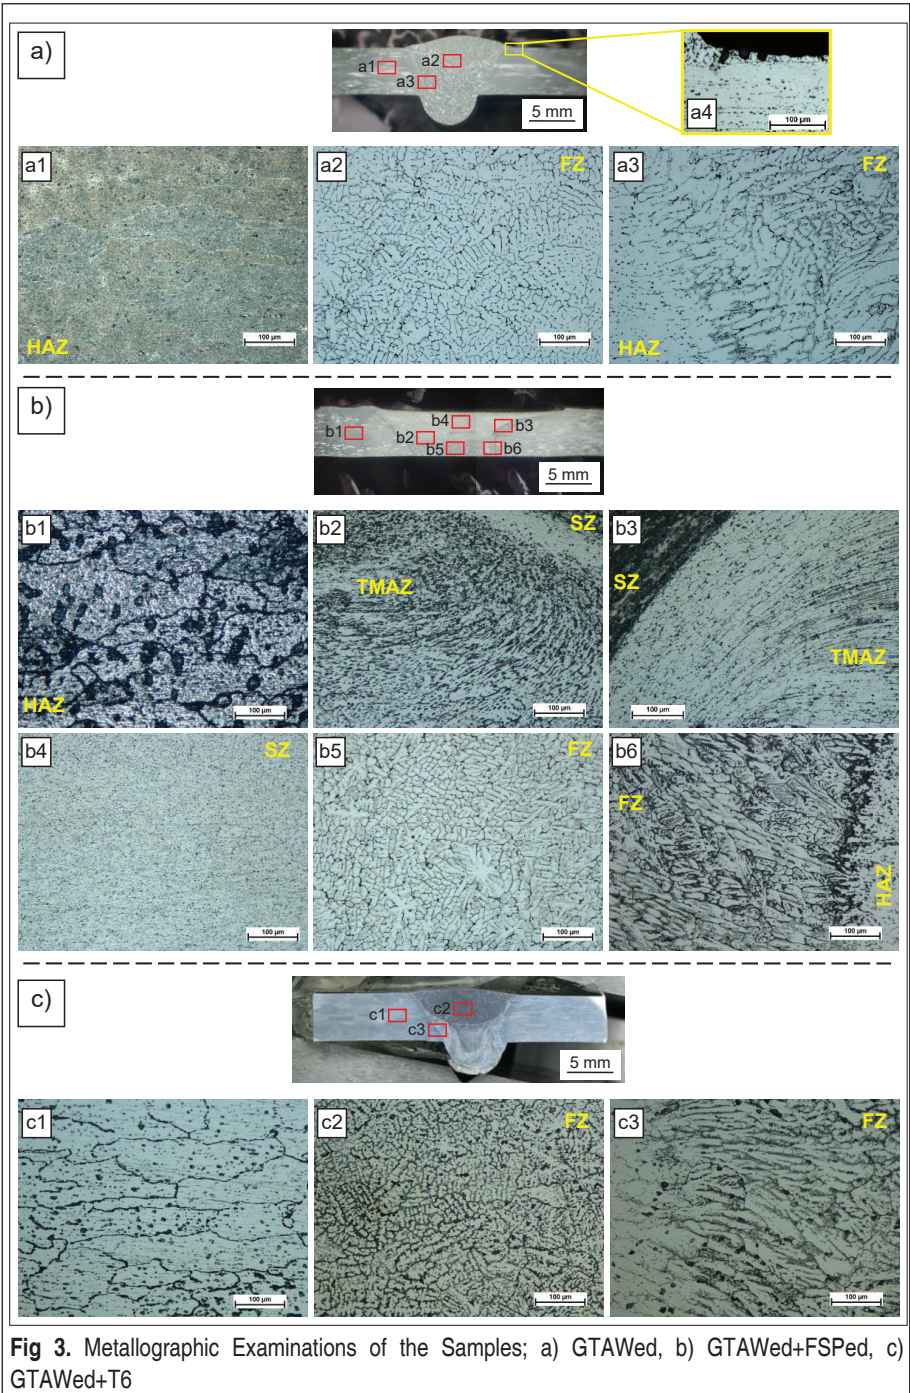 a)
a1
a2
a3
5 mm
a4
100 µm
a1
HAZ
100 µm
a2
FZ
100 µm
a3
FZ
HAZ
100 µm
b)
b1
b2
b4
b3
b5
b6
5 mm
b1
HAZ
100 µm
b2
SZ
TMAZ
100 µm
b3
SZ
TMAZ
100 µm
b4
SZ
100 µm
b5
FZ
100 µm
b6
FZ
HAZ
100 µm
c)
c1
c2
c3
5 mm
c1
100 µm
c2
FZ
100 µm
c3
FZ
100 µm
Fig 3. Metallographic Examinations of the Samples; a) GTAWed, b) GTAWed+FSPed, c)
GTAWed+T6